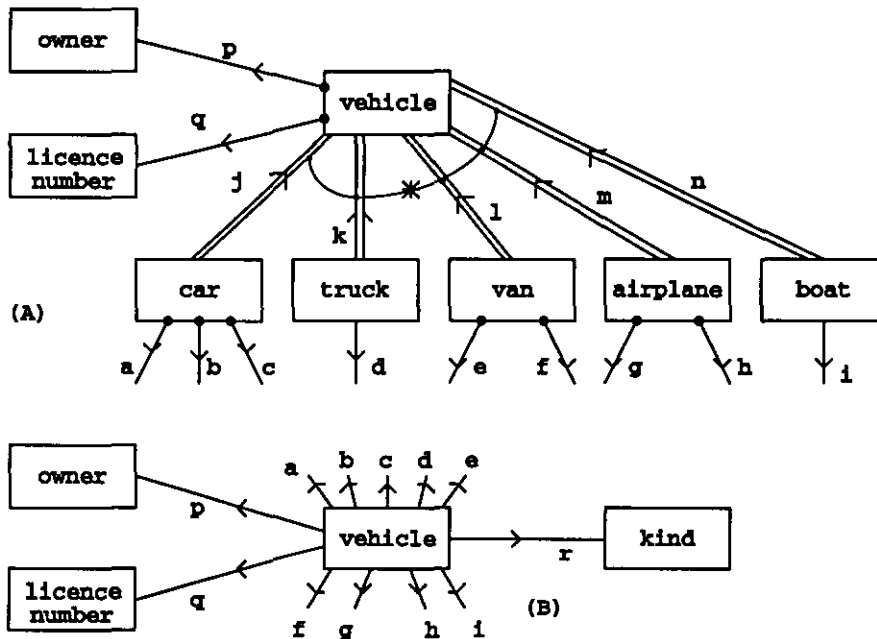 owner
p
vehicle
q
licence
number
j
k
l
m
n
car
truck
van
airplane
boat
(A)
a
b
c
d
e
f
g
h
i
owner
a
b
c
d
e
p
vehicle
r
kind
licence
number
q
f
g
h
i
(B)